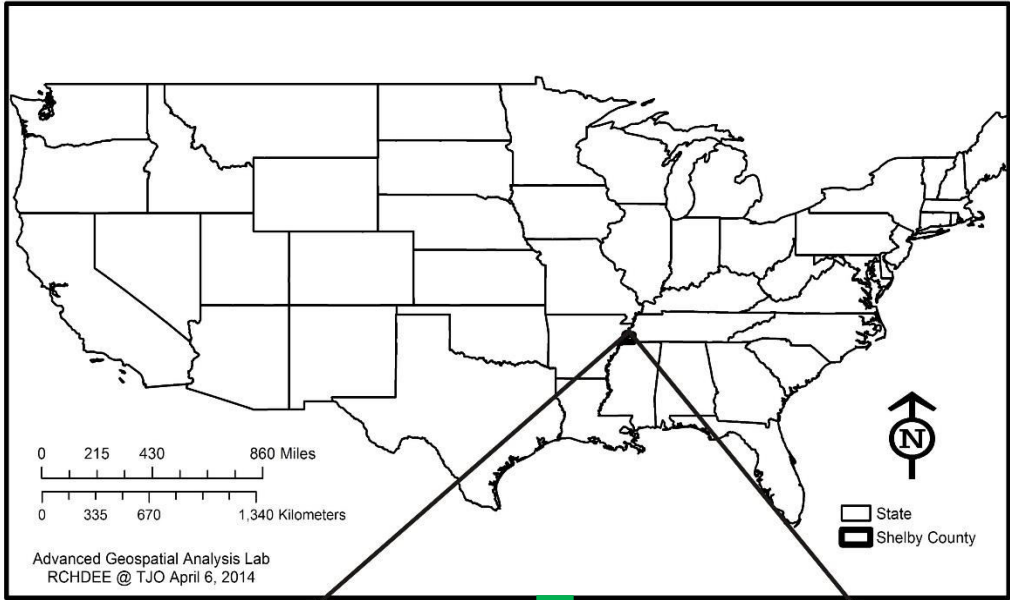 0 215 430 860 Miles
0 335 670 1,340 Kilometers
Advanced Geospatial Analysis Lab
RCHDEE @ TJO April 6, 2014
N
State
Shelby County